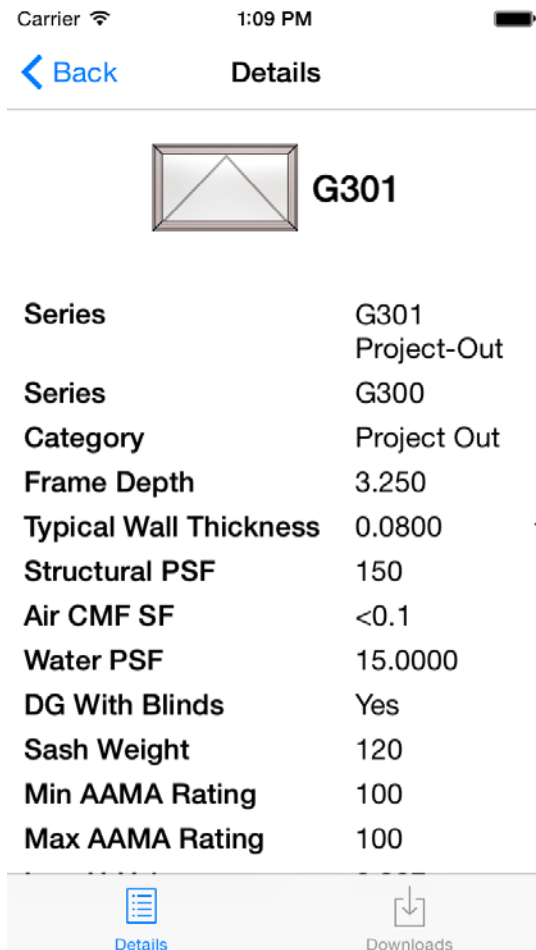 Carrier 1:09 PM
Back Details
G301
Series G301
Project-Out
Series G300
Category Project Out
Frame Depth 3.250
Typical Wall Thickness 0.0800
Structural PSF 150
Air CMF SF <0.1
Water PSF 15.0000
DG With Blinds Yes
Sash Weight 120
Min AAMA Rating 100
Max AAMA Rating 100
Details Downloads